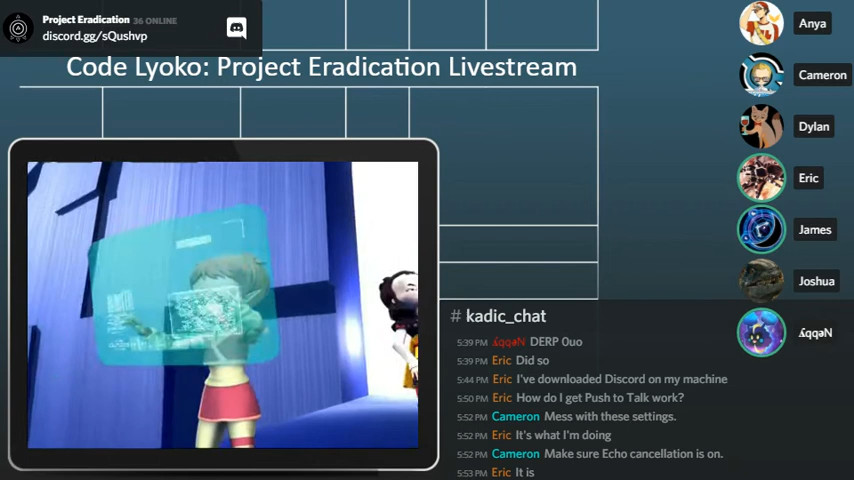 Project Eradication 36 ONLINE
discord.gg/sQushvp
Code Lyoko: Project Eradication Livestream
Anya
Cameron
Dylan
Eric
James
Joshua
ʎqqǝN
# kadic_chat
5:39 PM ʎqqǝN DERP 0uo
5:39 PM Eric Did so
5:44 PM Eric I've downloaded Discord on my machine
5:50 PM Eric How do I get Push to Talk work?
5:52 PM Cameron Mess with these settings.
5:52 PM Eric It's what I'm doing
5:52 PM Cameron Make sure Echo cancellation is on.
5:53 PM Eric It is